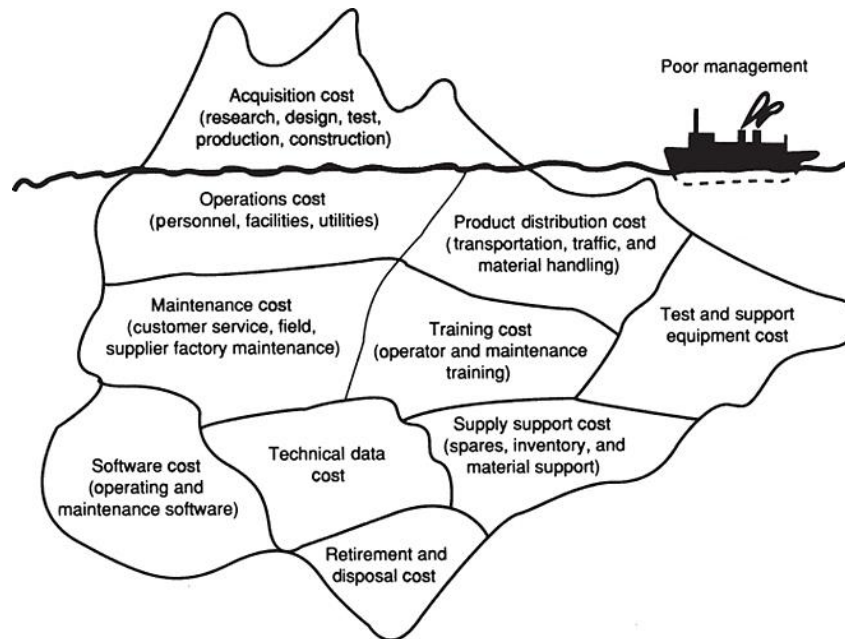 Poor management
Acquisition cost
(research, design, test,
production, construction)
Operations cost
(personnel, facilities, utilities)
Product distribution cost
(transportation, traffic, and
material handling)
Maintenance cost
(customer service, field,
supplier factory maintenance)
Training cost
(operator and maintenance
training)
Test and support
equipment cost
Software cost
(operating and
maintenance software)
Technical data
cost
Supply support cost
(spares, inventory, and
material support)
Retirement and
disposal cost